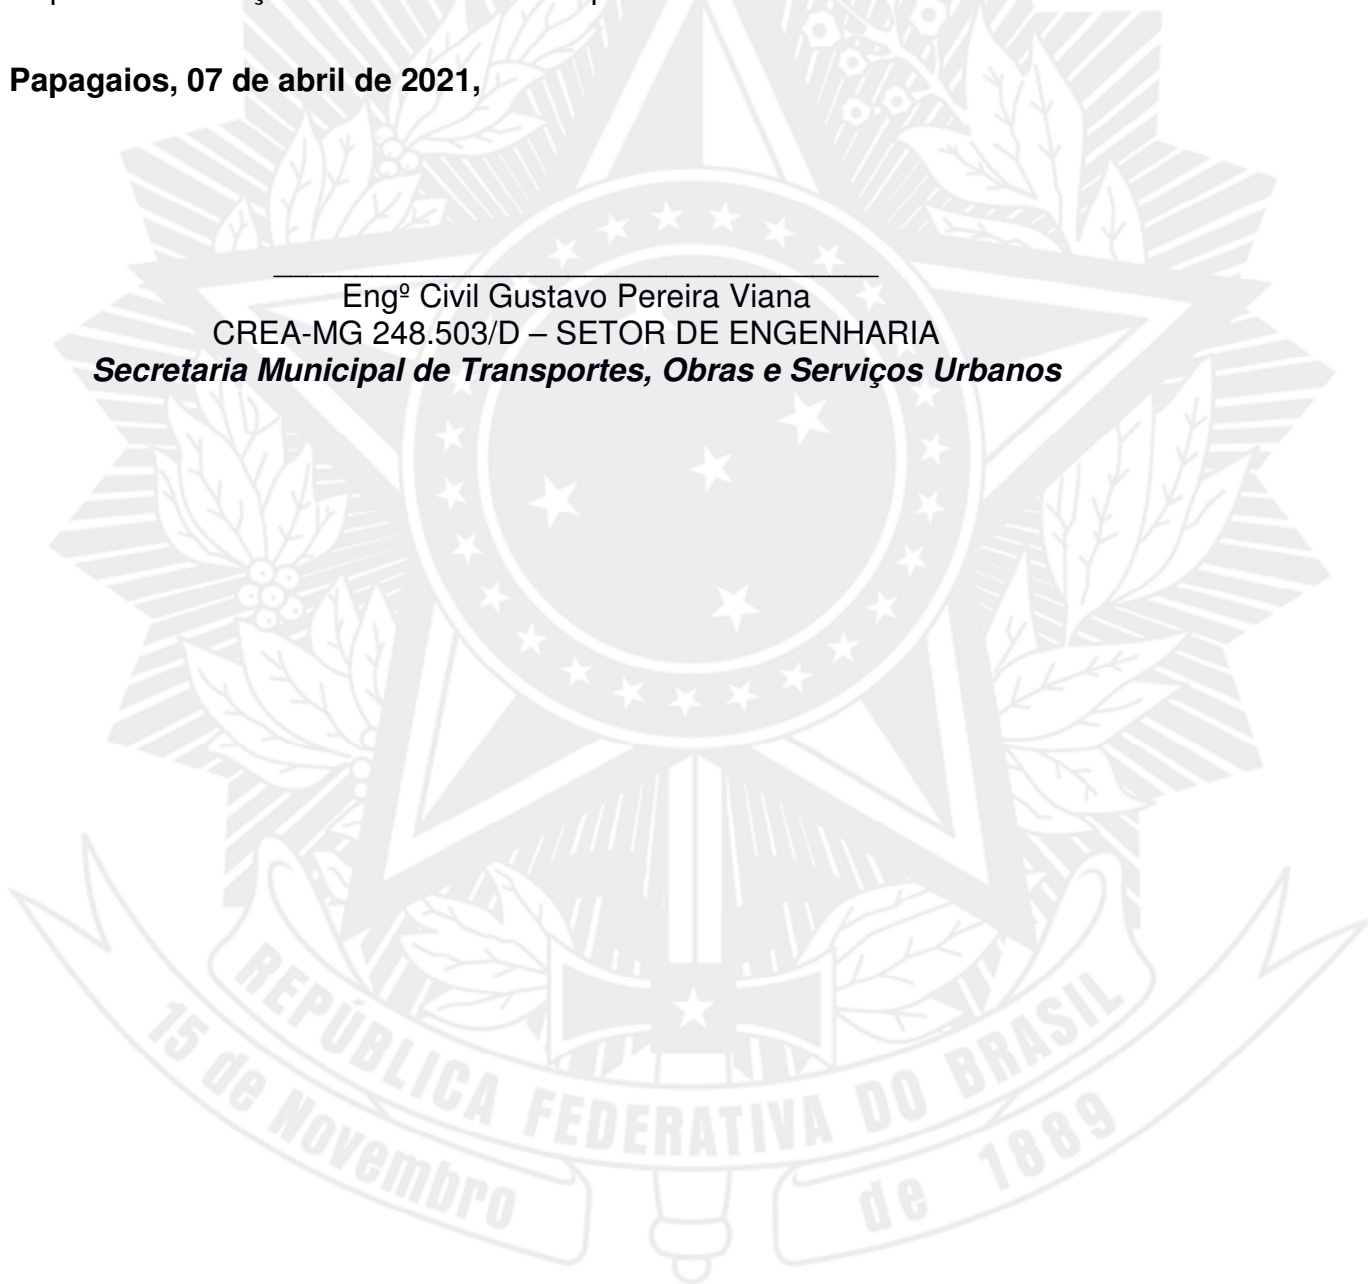 Papagaios, 07 de abril de 2021,
Engº Civil Gustavo Pereira Viana
CREA-MG 248.503/D – SETOR DE ENGENHARIA
Secretaria Municipal de Transportes, Obras e Serviços Urbanos
REPÚBLICA FEDERATIVA DO BRASIL
15 de Novembro de 1889